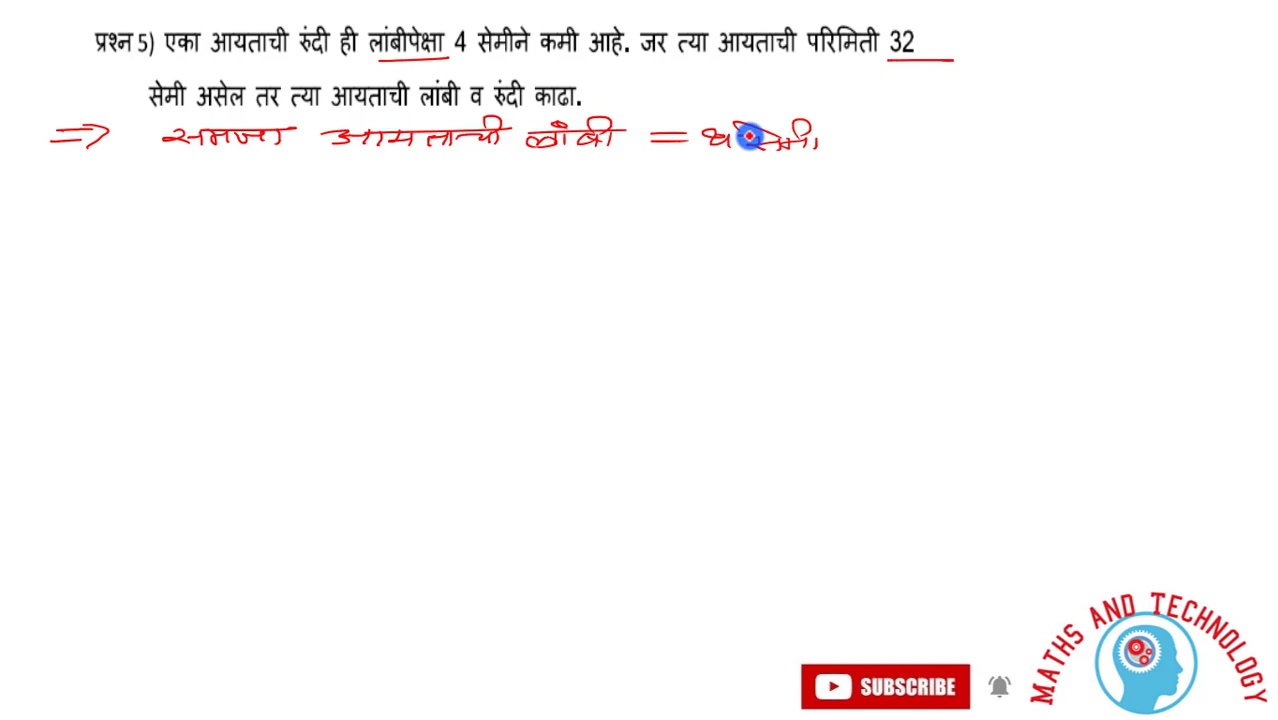 प्रश्न 5) एका आयताची रुंदी ही लांबीपेक्षा 4 सेमीने कमी आहे. जर त्या आयताची परिमिती 32
सेमी असेल तर त्या आयताची लांबी व रुंदी काढा.
⇒ समजा आयताची लांबी = सेमी.
MATHS AND TECHNOLOGY
SUBSCRIBE